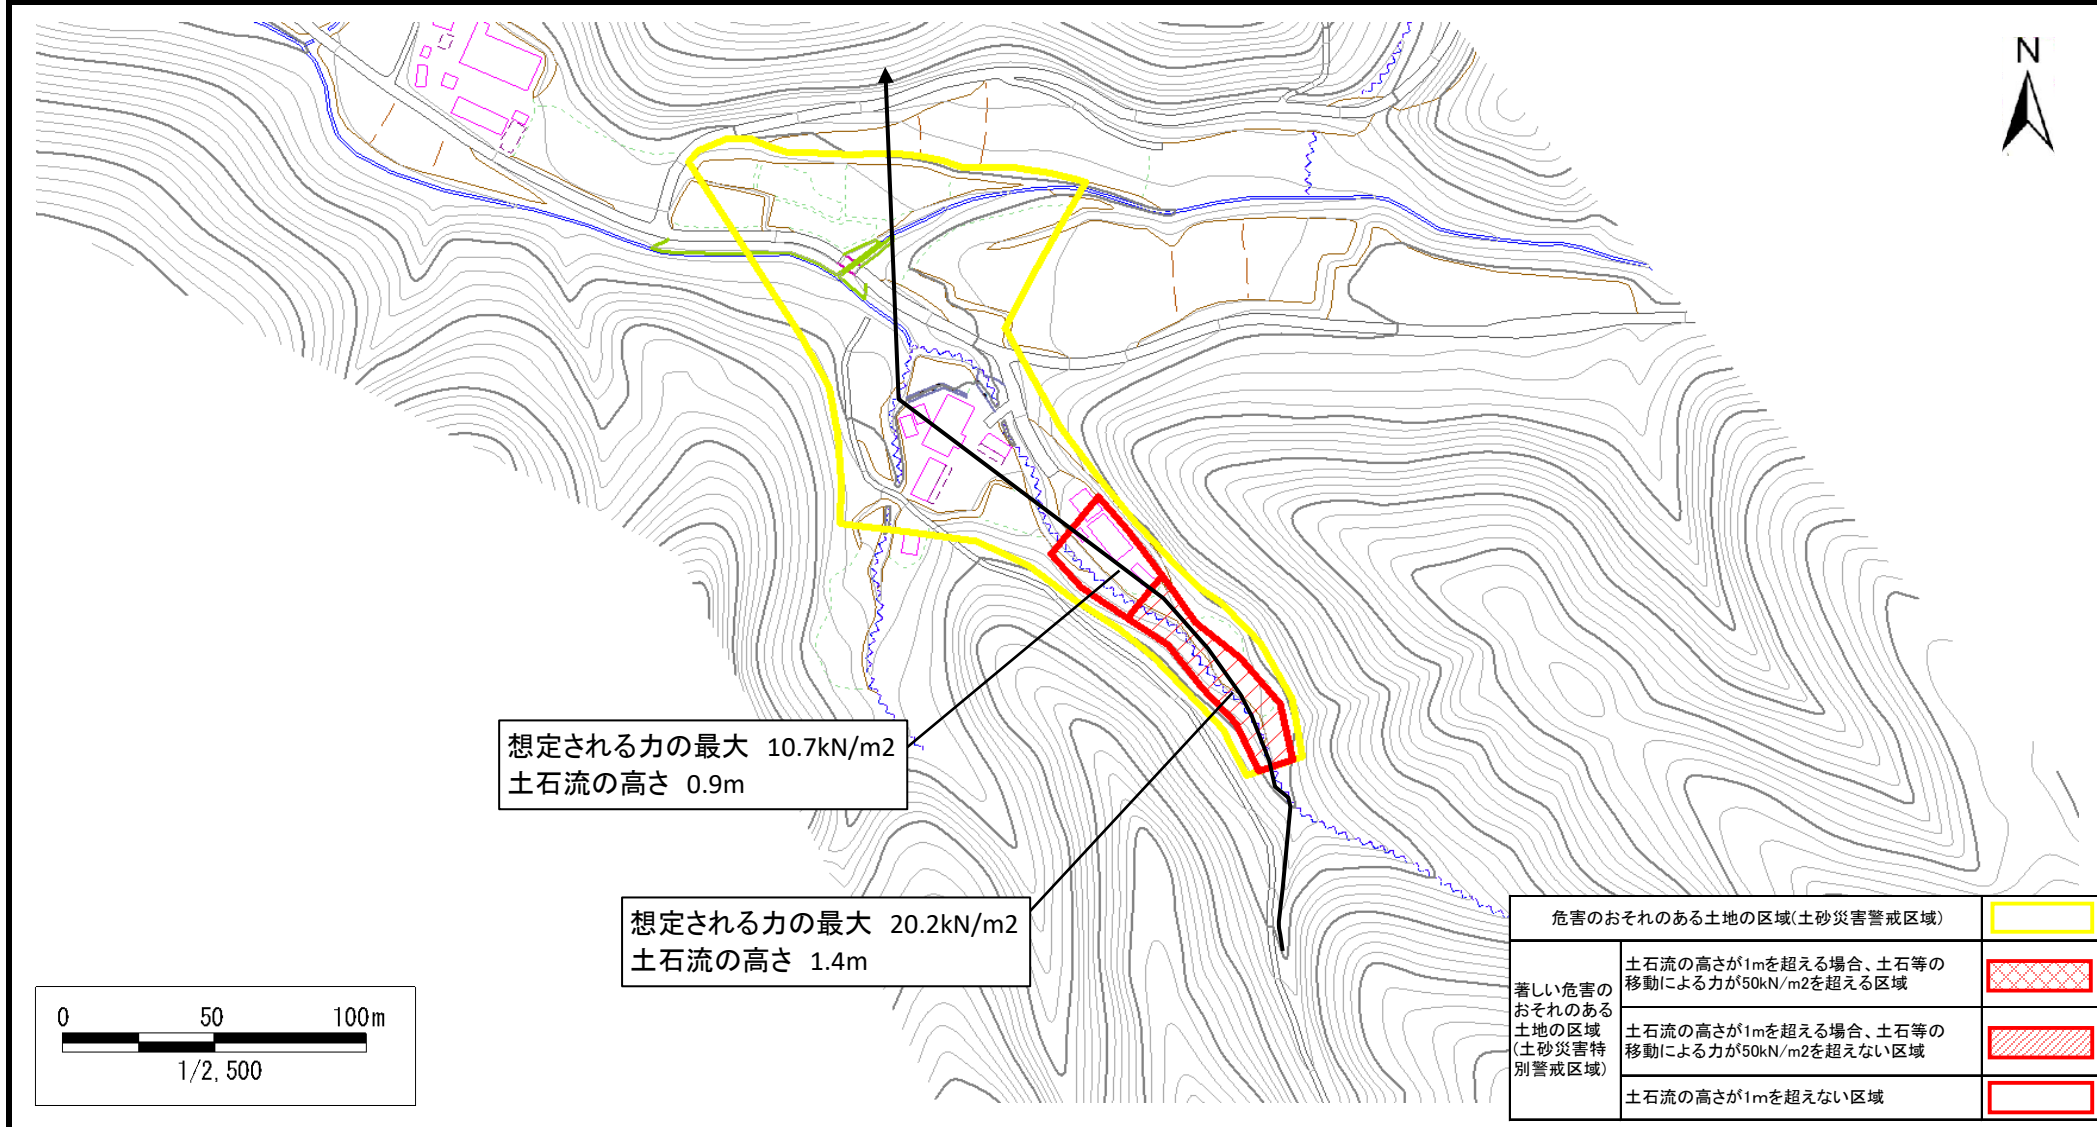 N
想定される力の最大 10.7kN/m2
土石流の高さ 0.9m
想定される力の最大 20.2kN/m2
土石流の高さ 1.4m
0 50 100m
1/2,500
危害のおそれのある土地の区域(土砂災害警戒区域)
著しい危害の
おそれのある
土地の区域
(土砂災害特
別警戒区域)
土石流の高さが1mを超える場合、土石等の
移動による力が50kN/m2を超える区域
土石流の高さが1mを超える場合、土石等の
移動による力が50kN/m2を超えない区域
土石流の高さが1mを超えない区域